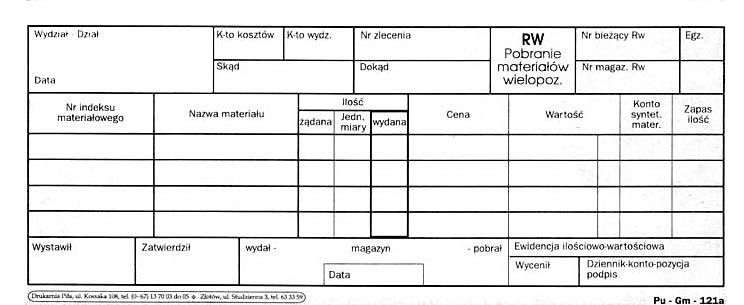 Wydział - Dział
K-to kosztów
K-to wydz.
Nr zlecenia
RW
Pobranie
materiałów
wielopoz.
Nr bieżący Rw
Egz.
Data
Skąd
Dokąd
Nr magaz. Rw
Nr indeksu
materiałowego
Nazwa materiału
Ilość
żądana
Jedn.
miary
wydana
Cena
Wartość
Konto
syntet.
mater.
Zapas
ilość
Wystawił
Zatwierdził
wydał - magazyn - pobrał
Data
Ewidencja ilościowo-wartościowa
Wycenił
Dziennik-konto-pozycja
podpis
Drukarnia Piła, ul. Kossaka 108, tel. (0-67) 13 70 03 do 05 ❖ Złotów, ul. Studzienna 3, tel. 63 33 59
Pu - Gm - 121a